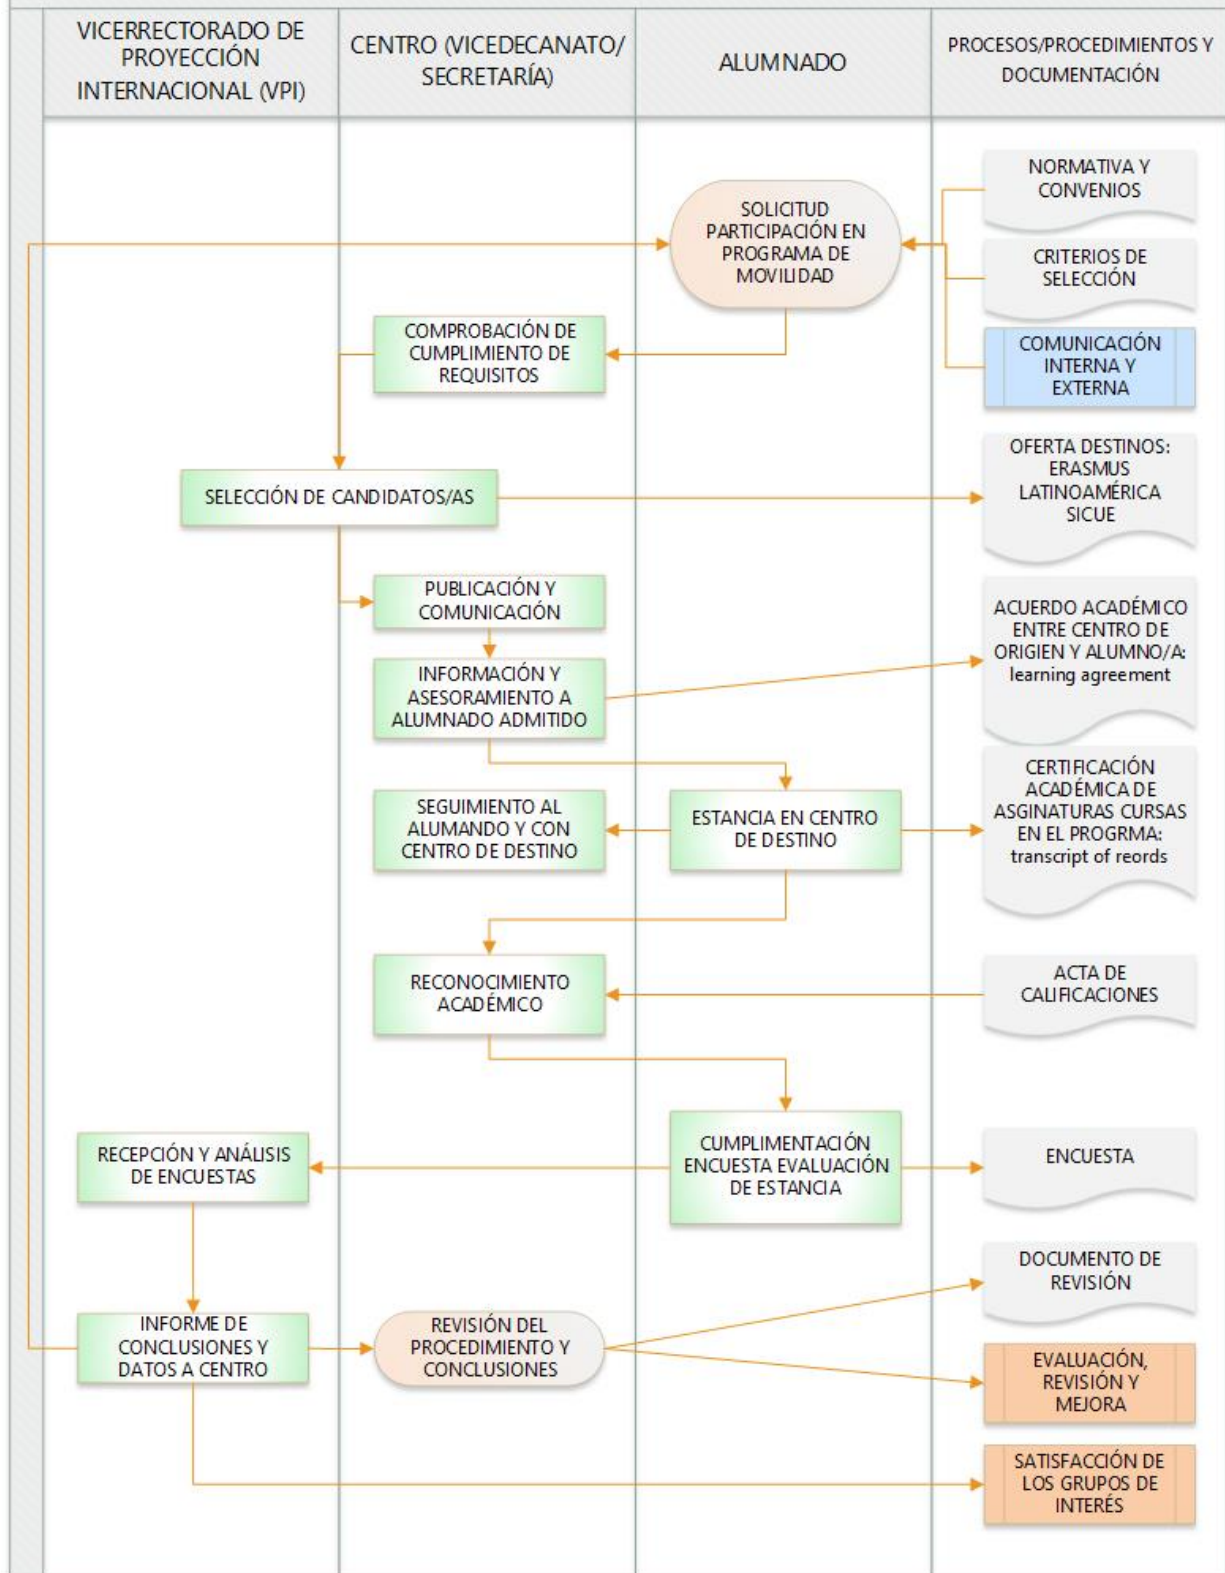 VICERRECTORADO DE
PROYECCIÓN
INTERNACIONAL (VPI)
CENTRO (VICEDECANATO/
SECRETARÍA)
ALUMNADO
PROCESOS/PROCEDIMIENTOS Y
DOCUMENTACIÓN
NORMATIVA Y
CONVENIOS
SOLICITUD
PARTICIPACIÓN EN
PROGRAMA DE
MOVILIDAD
CRITERIOS DE
SELECCIÓN
COMPROBACIÓN DE
CUMPLIMIENTO DE
REQUISITOS
COMUNICACIÓN
INTERNA Y
EXTERNA
SELECCIÓN DE CANDIDATOS/AS
OFERTA DESTINOS:
ERASMUS
LATINOAMÉRICA
SICUE
PUBLICACIÓN Y
COMUNICACIÓN
INFORMACIÓN Y
ASESORAMIENTO A
ALUMNADO ADMITIDO
ACUERDO ACADÉMICO
ENTRE CENTRO DE
ORIGIEN Y ALUMNO/A:
learning agreement
SEGUIMIENTO AL
ALUMANDO Y CON
CENTRO DE DESTINO
ESTANCIA EN CENTRO
DE DESTINO
CERTIFICACIÓN
ACADÉMICA DE
ASGINATURAS CURSAS
EN EL PROGRMA:
transcript of reords
RECONOCIMIENTO
ACADÉMICO
ACTA DE
CALIFICACIONES
RECEPCIÓN Y ANÁLISIS
DE ENCUESTAS
CUMPLIMENTACIÓN
ENCUESTA EVALUACIÓN
DE ESTANCIA
ENCUESTA
DOCUMENTO DE
REVISIÓN
INFORME DE
CONCLUSIONES Y
DATOS A CENTRO
REVISIÓN DEL
PROCEDIMIENTO Y
CONCLUSIONES
EVALUACIÓN,
REVISIÓN Y
MEJORA
SATISFACCIÓN DE
LOS GRUPOS DE
INTERÉS